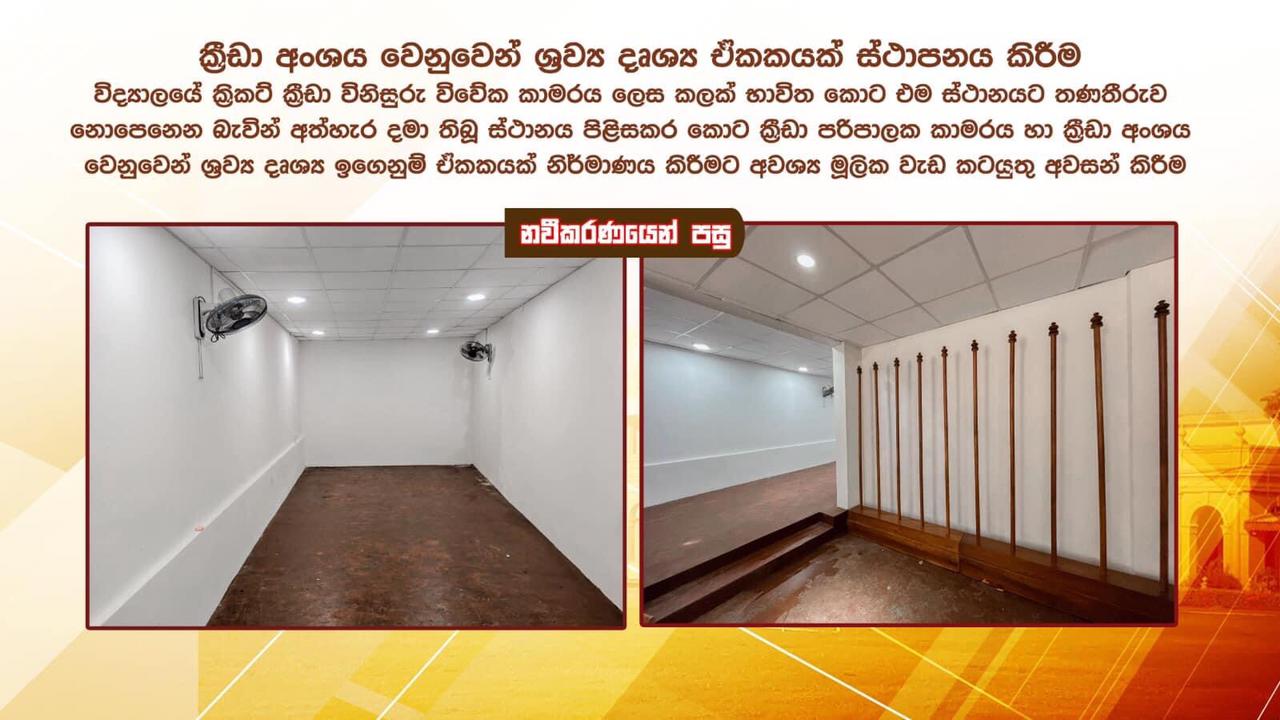 ක්‍රීඩා අංශය වෙනුවෙන් ශ්‍රව්‍ය දෘශ්‍ය ඒකකයක් ස්ථාපනය කිරීම
විද්‍යාලයේ ක්‍රිකට් ක්‍රීඩා විනිසුරු විවේක කාමරය ලෙස කලක් භාවිත කොට එම ස්ථානයට තණතීරුව
නොපෙනෙන බැවින් අත්හැර දමා තිබූ ස්ථානය පිළිසකර කොට ක්‍රීඩා පරිපාලක කාමරය හා ක්‍රීඩා අංශය
වෙනුවෙන් ශ්‍රව්‍ය දෘශ්‍ය ඉගෙනුම් ඒකකයක් නිර්මාණය කිරීමට අවශ්‍ය මූලික වැඩ කටයුතු අවසන් කිරීම
නවීකරණයෙන් පසු